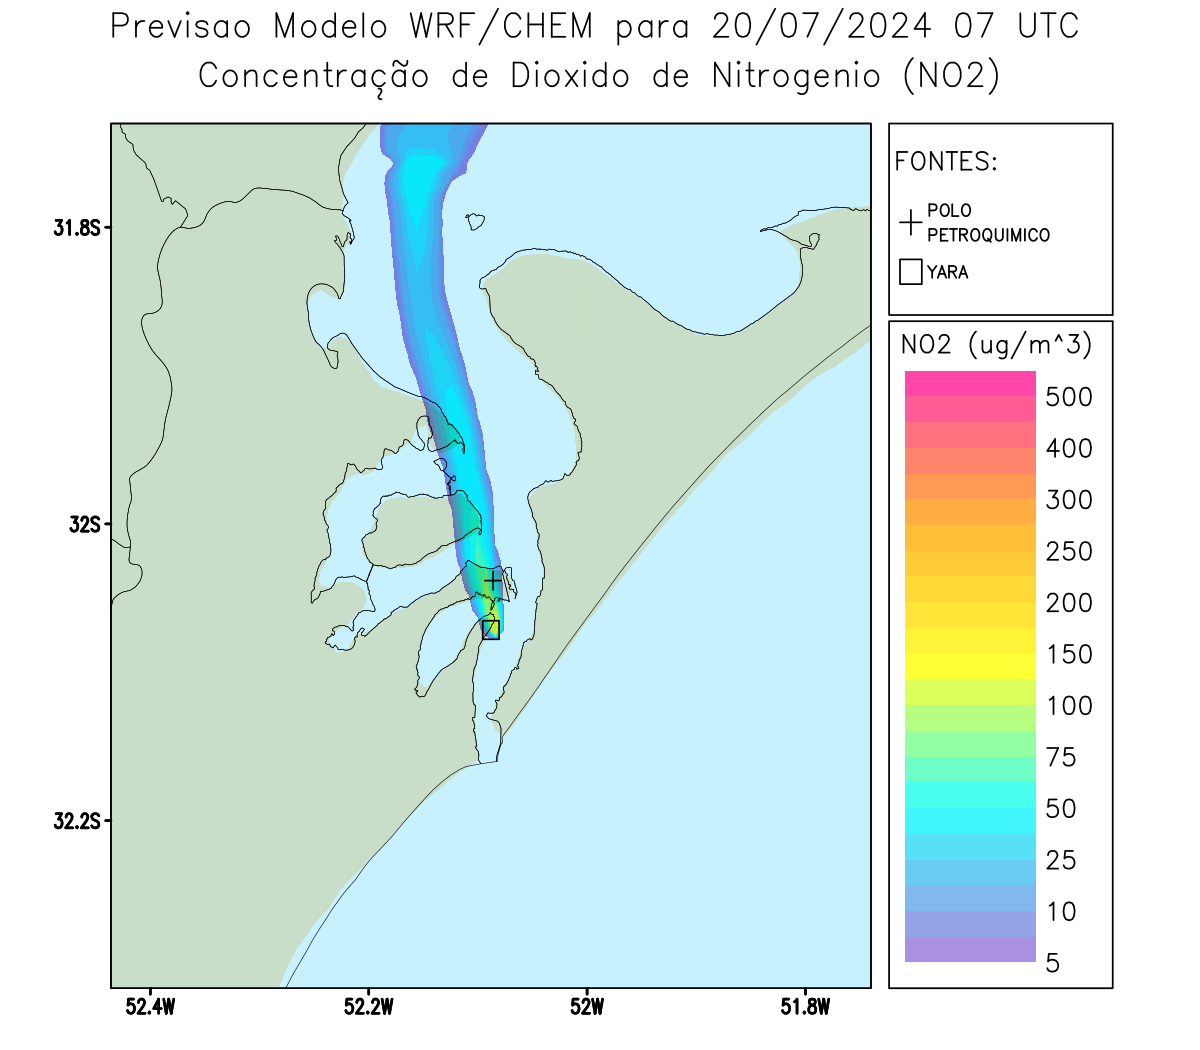 Previsao Modelo WRF/CHEM para 20/07/2024 07 UTC
Concentração de Dioxido de Nitrogenio (NO2)
FONTES:
POLO
PETROQUIMICO
YARA
31.8S
32S
32.2S
52.4W
52.2W
52W
51.8W
NO2 (ug/m^3)
500
400
300
250
200
150
100
75
50
25
10
5